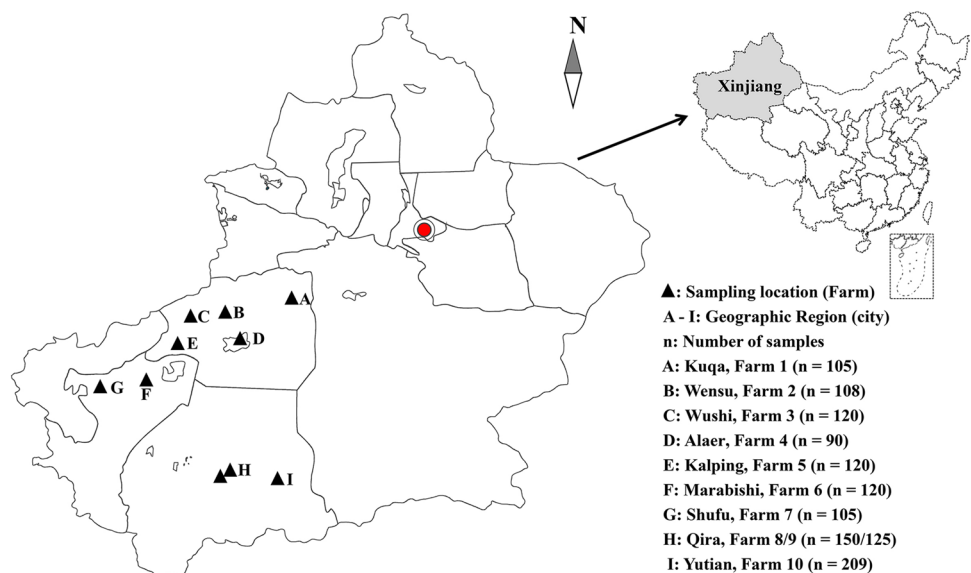 N
Xinjiang
A
B
C
D
E
F
G
H
I
▲: Sampling location (Farm)
A - I: Geographic Region (city)
n: Number of samples
A: Kuqa, Farm 1 (n = 105)
B: Wensu, Farm 2 (n = 108)
C: Wushi, Farm 3 (n = 120)
D: Alaer, Farm 4 (n = 90)
E: Kalping, Farm 5 (n = 120)
F: Marabishi, Farm 6 (n = 120)
G: Shufu, Farm 7 (n = 105)
H: Qira, Farm 8/9 (n = 150/125)
I: Yutian, Farm 10 (n = 209)